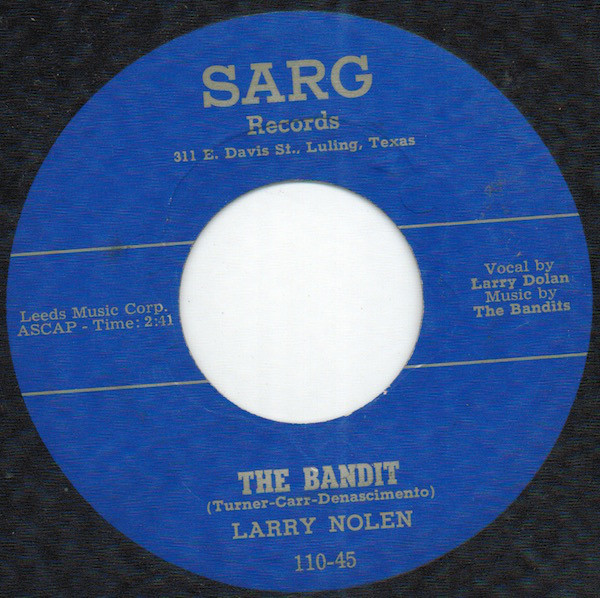 SARG
Records
311 E. Davis St., Luling, Texas
Leeds Music Corp.
ASCAP - Time: 2:41
Vocal by
Larry Dolan
Music by
The Bandits
THE BANDIT
(Turner-Carr-Denascimento)
LARRY NOLEN
110-45